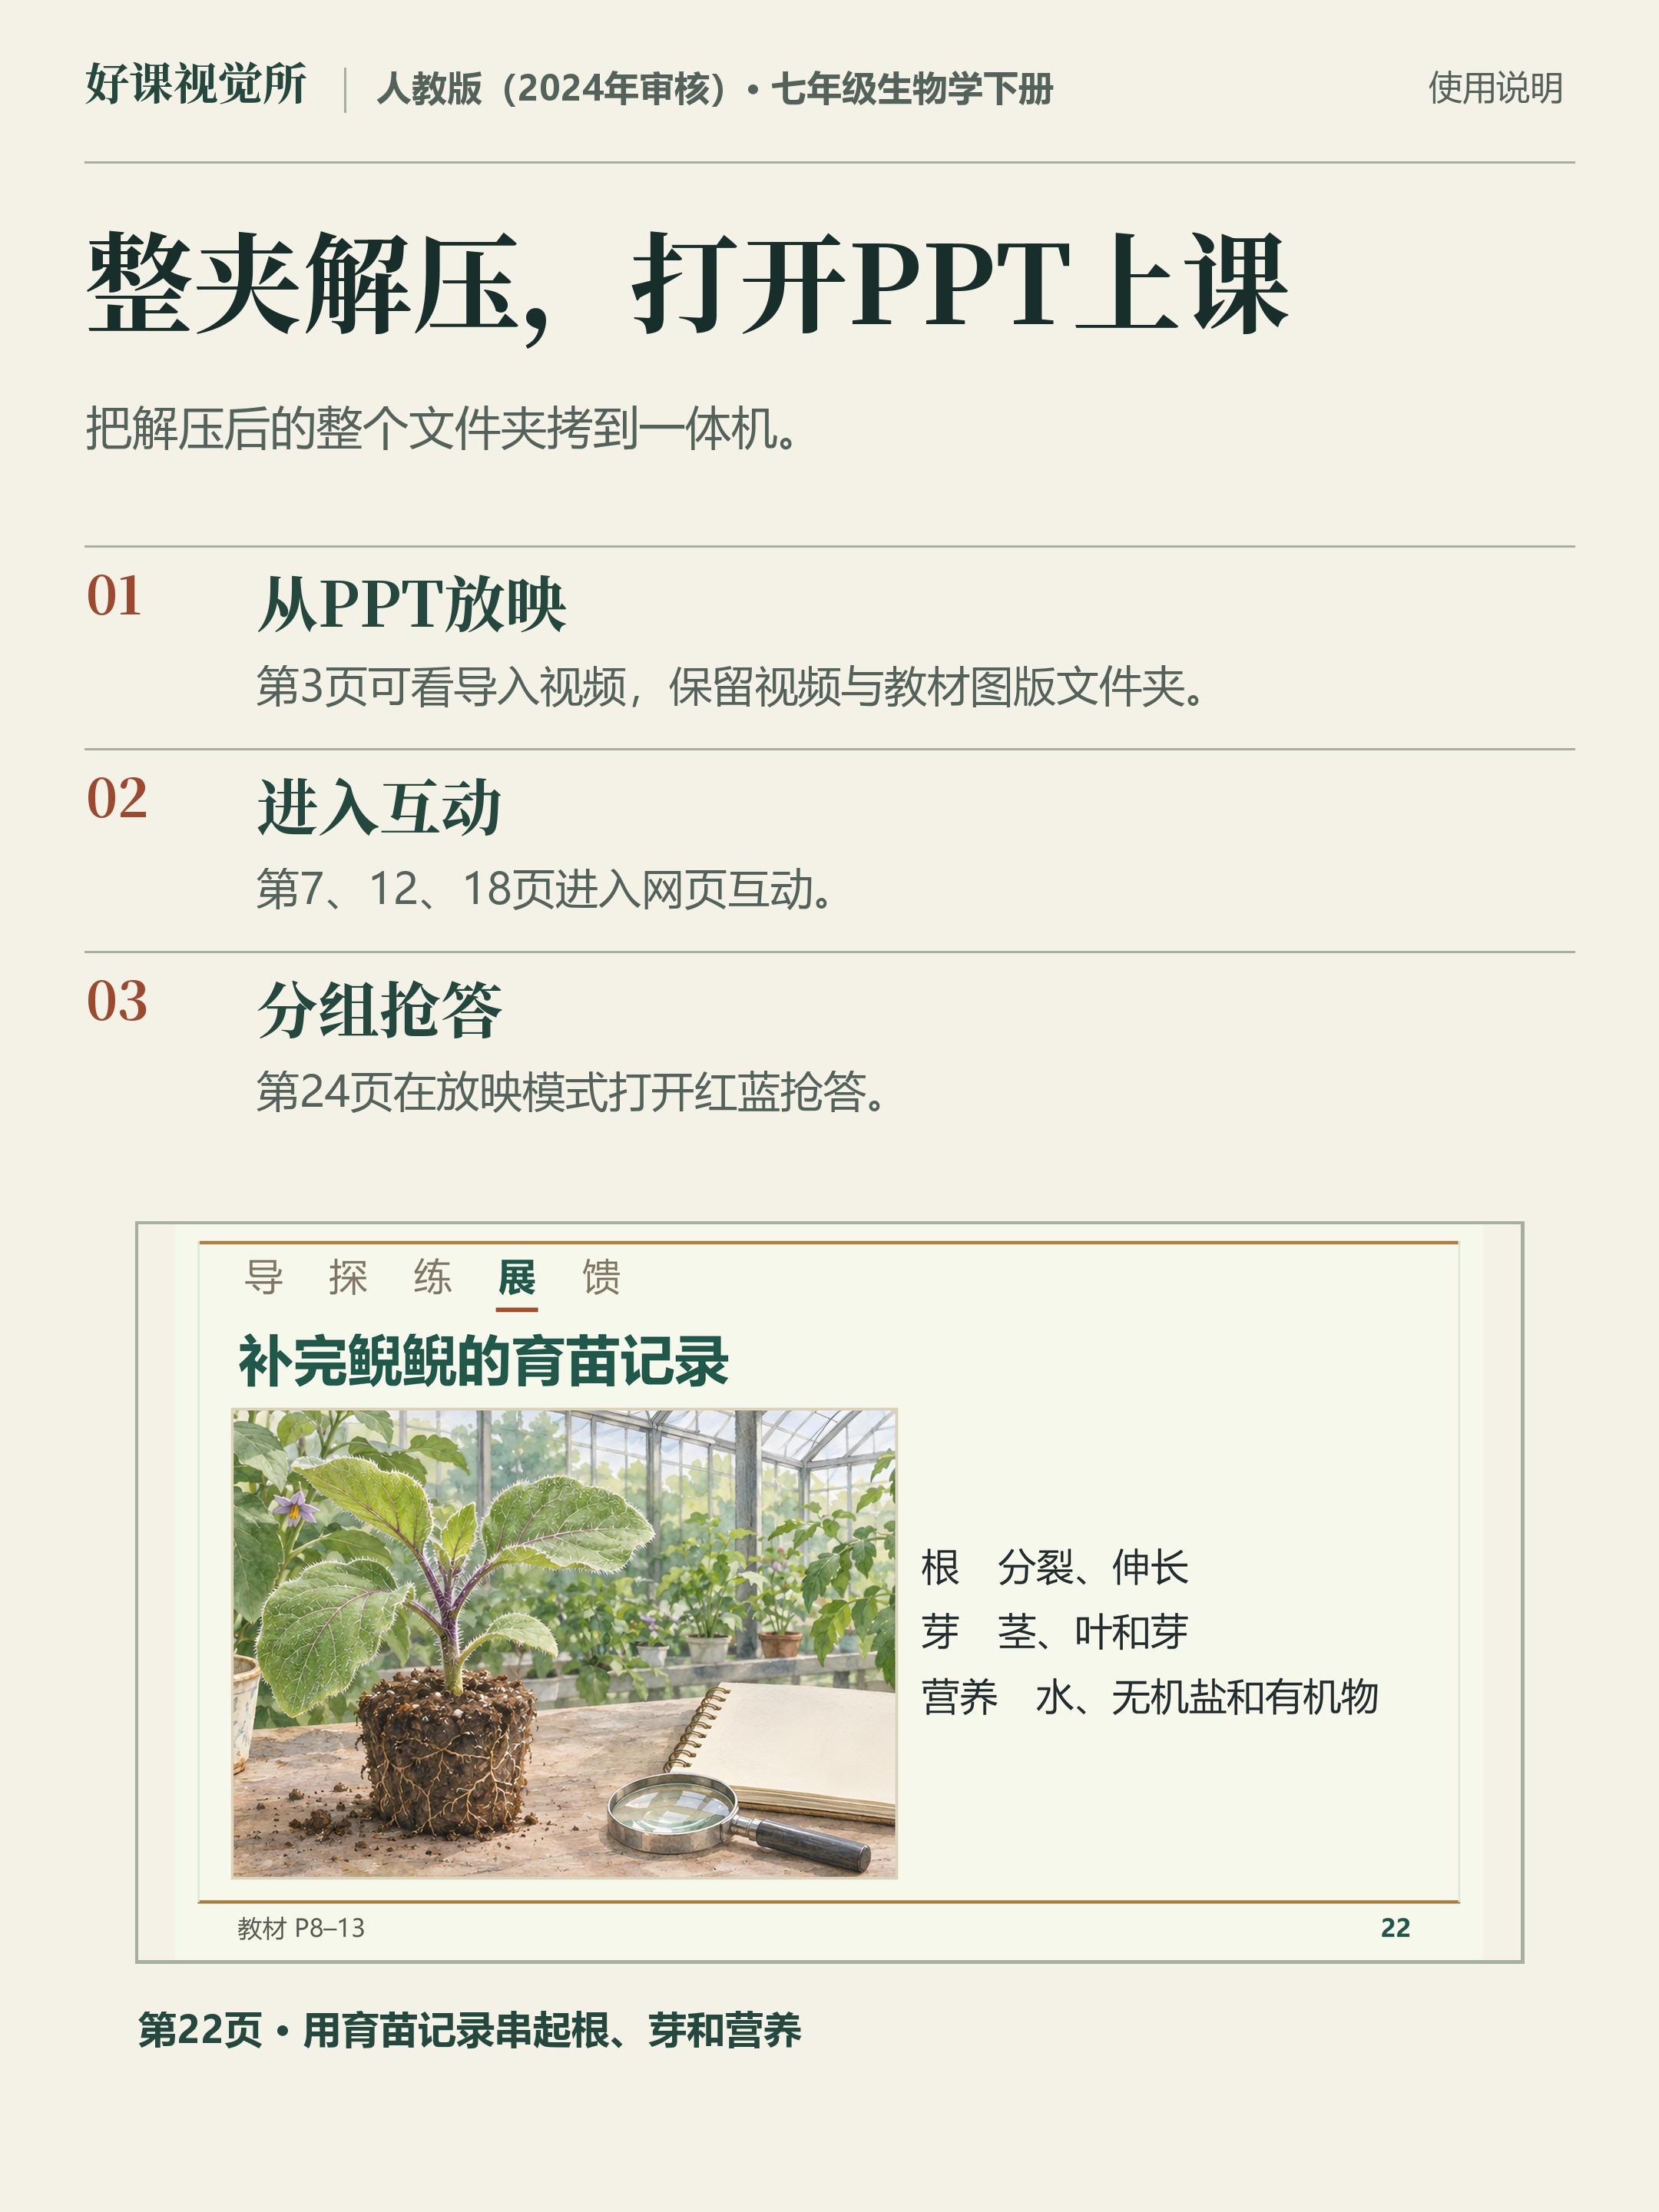 好课视觉所
人教版（2024年审核）• 七年级生物学下册
使用说明
整夹解压，打开PPT上课
把解压后的整个文件夹拷到一体机。
01
从PPT放映
第3页可看导入视频，保留视频与教材图版文件夹。
02
进入互动
第7、12、18页进入网页互动。
03
分组抢答
第24页在放映模式打开红蓝抢答。
导 探 练 展 馈
补完鲵鲵的育苗记录
根 分裂、伸长
芽 茎、叶和芽
营养 水、无机盐和有机物
教材 P8–13
22
第22页 • 用育苗记录串起根、芽和营养